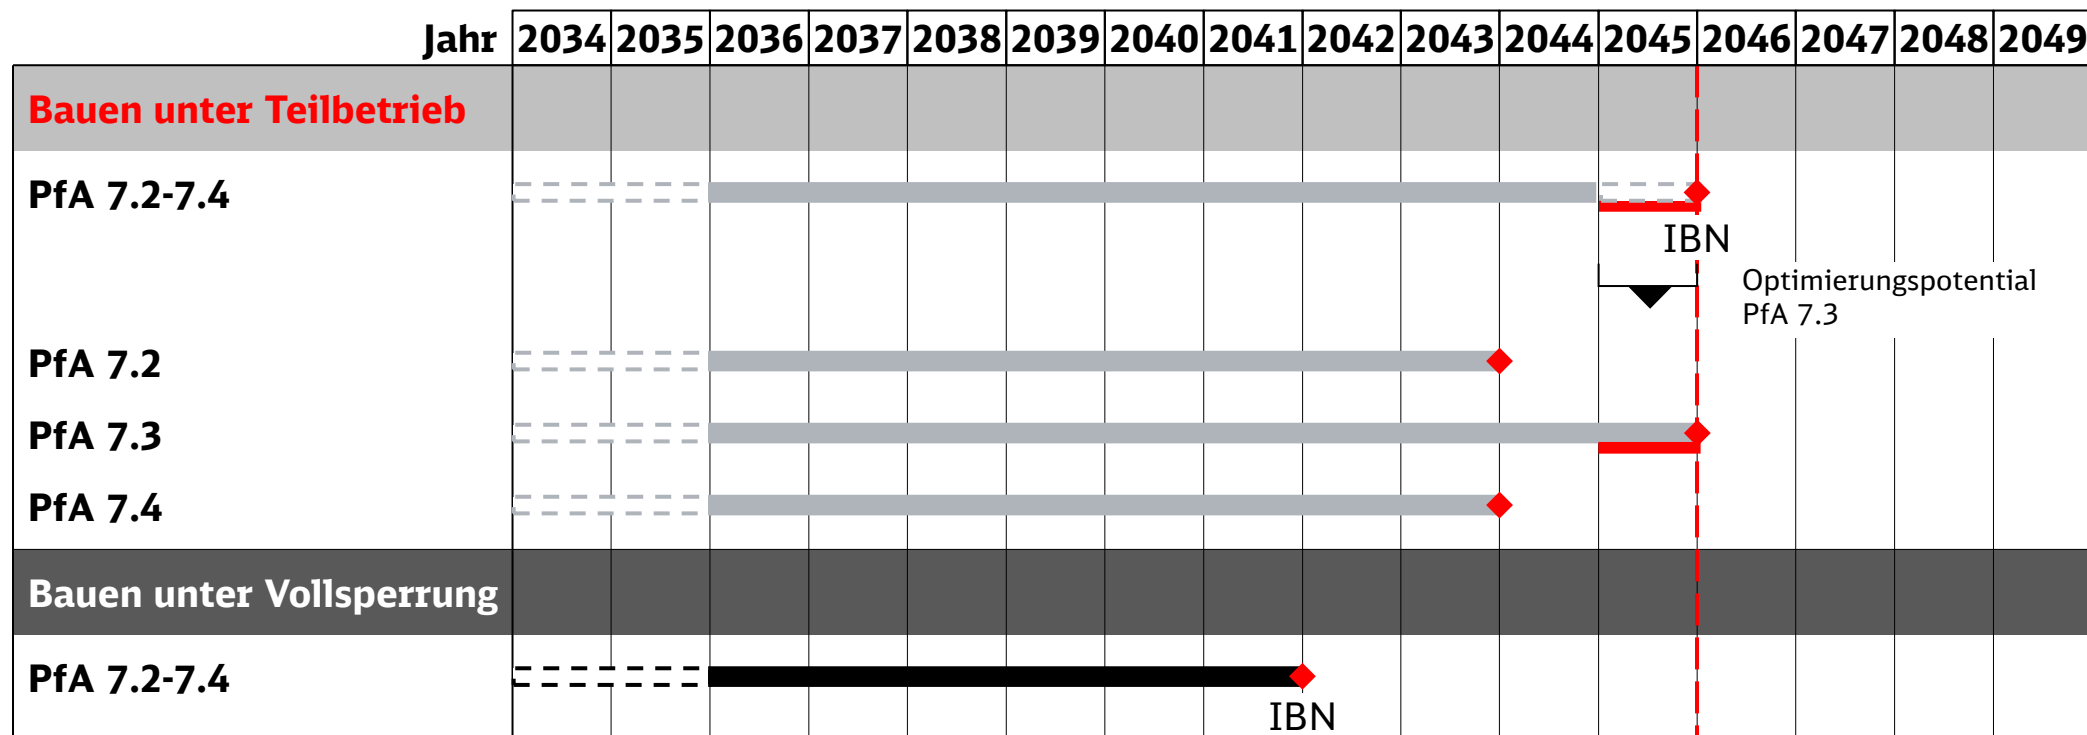 Jahr 2034 2035 2036 2037 2038 2039 2040 2041 2042 2043 2044 2045 2046 2047 2048 2049
Bauen unter Teilbetrieb
PfA 7.2-7.4
IBN
Optimierungspotential
PfA 7.3
PfA 7.2
PfA 7.3
PfA 7.4
Bauen unter Vollsperrung
PfA 7.2-7.4
IBN